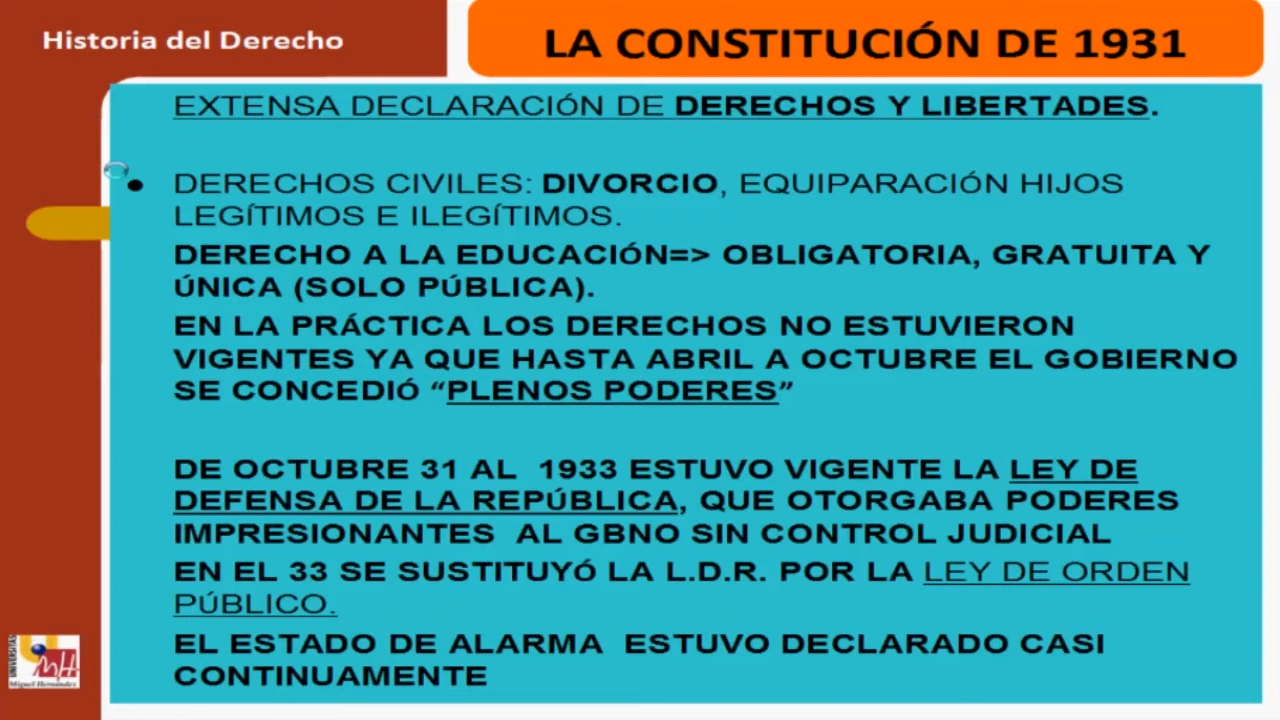 Historia del Derecho
LA CONSTITUCIÓN DE 1931
EXTENSA DECLARACIÓN DE DERECHOS Y LIBERTADES.
• DERECHOS CIVILES: DIVORCIO, EQUIPARACIÓN HIJOS
LEGÍTIMOS E ILEGÍTIMOS.
DERECHO A LA EDUCACIÓN=> OBLIGATORIA, GRATUITA Y
ÚNICA (SOLO PÚBLICA).
EN LA PRÁCTICA LOS DERECHOS NO ESTUVIERON
VIGENTES YA QUE HASTA ABRIL A OCTUBRE EL GOBIERNO
SE CONCEDIÓ “PLENOS PODERES”
DE OCTUBRE 31 AL 1933 ESTUVO VIGENTE LA LEY DE
DEFENSA DE LA REPÚBLICA, QUE OTORGABA PODERES
IMPRESIONANTES AL GBNO SIN CONTROL JUDICIAL
EN EL 33 SE SUSTITUYÓ LA L.D.R. POR LA LEY DE ORDEN
PÚBLICO.
EL ESTADO DE ALARMA ESTUVO DECLARADO CASI
CONTINUAMENTE
UNIVERSITAS
Miguel Hernández